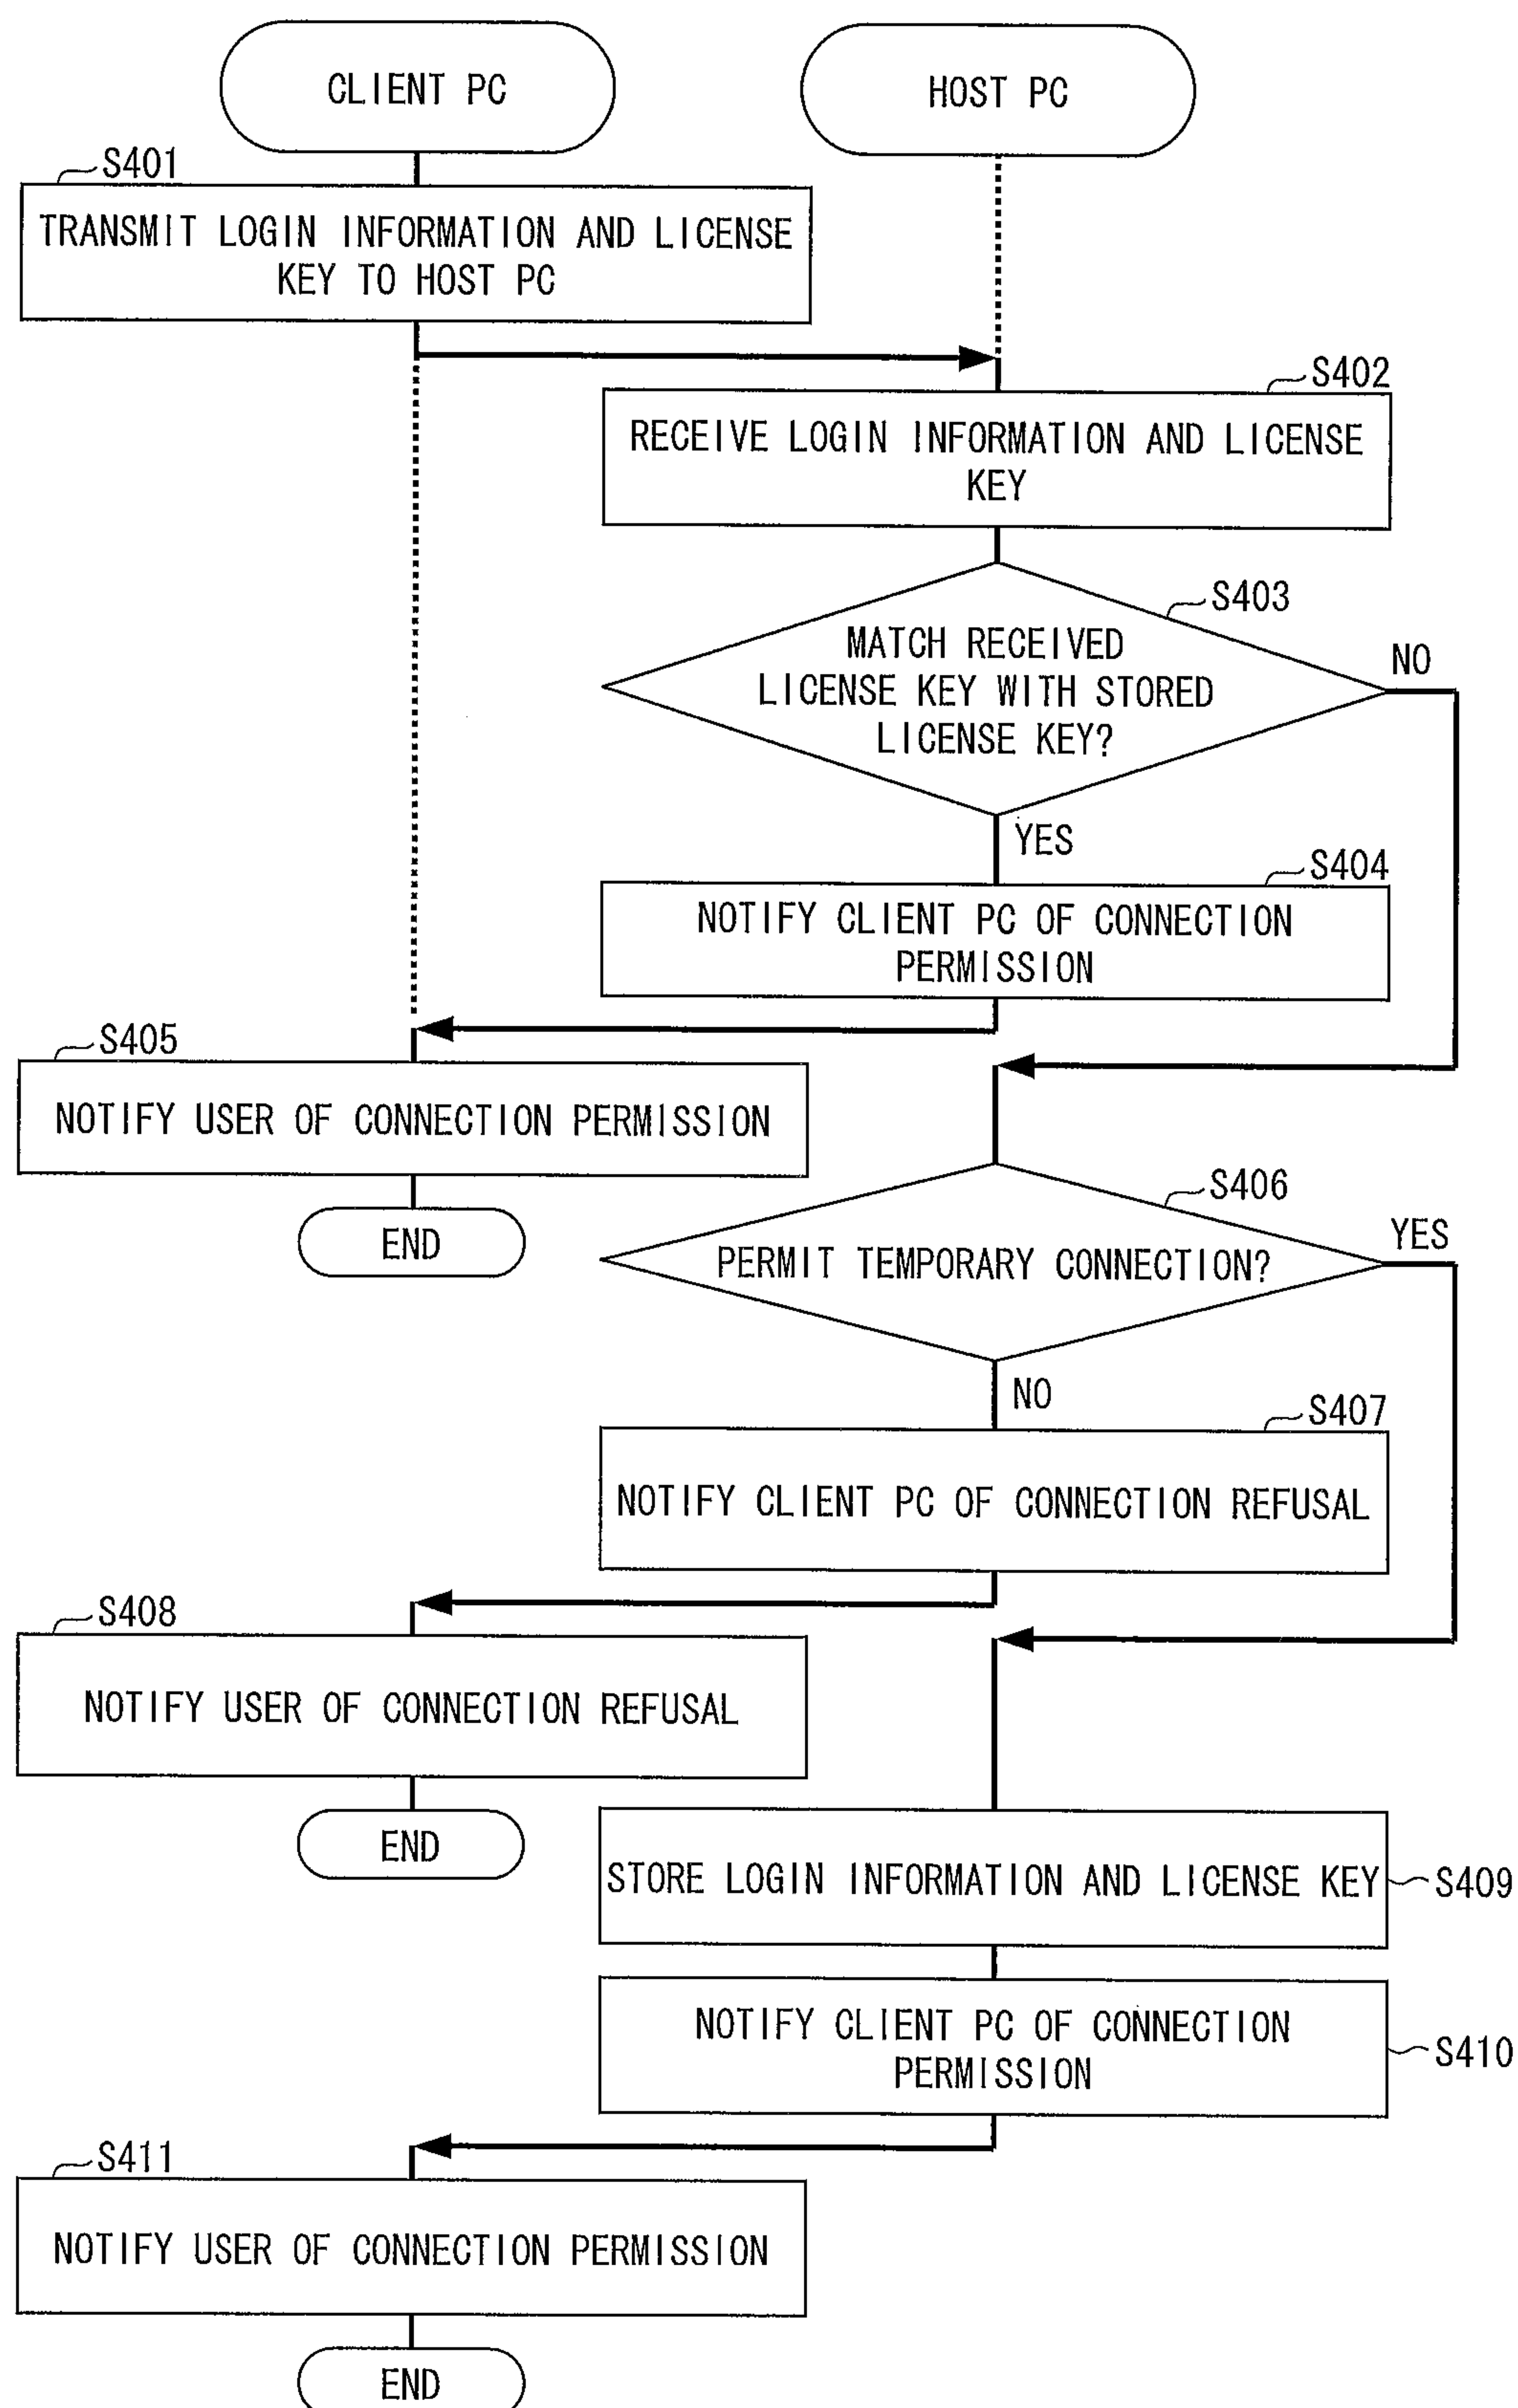 CLIENT PC
HOST PC
S401
TRANSMIT LOGIN INFORMATION AND LICENSE
KEY TO HOST PC
S402
RECEIVE LOGIN INFORMATION AND LICENSE
KEY
S403
MATCH RECEIVED
LICENSE KEY WITH STORED
LICENSE KEY?
NO
YES
S404
NOTIFY CLIENT PC OF CONNECTION
PERMISSION
S405
NOTIFY USER OF CONNECTION PERMISSION
END
S406
PERMIT TEMPORARY CONNECTION?
YES
NO
S407
NOTIFY CLIENT PC OF CONNECTION REFUSAL
S408
NOTIFY USER OF CONNECTION REFUSAL
END
STORE LOGIN INFORMATION AND LICENSE KEY
S409
NOTIFY CLIENT PC OF CONNECTION
PERMISSION
S410
S411
NOTIFY USER OF CONNECTION PERMISSION
END